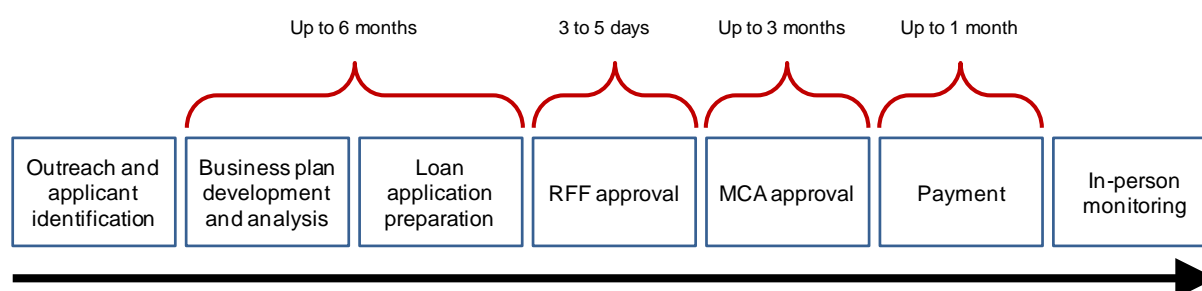 Up to 6 months
3 to 5 days
Up to 3 months
Up to 1 month
Outreach and
applicant
identification
Business plan
development
and analysis
Loan
application
preparation
RFF approval
MCA approval
Payment
In-person
monitoring